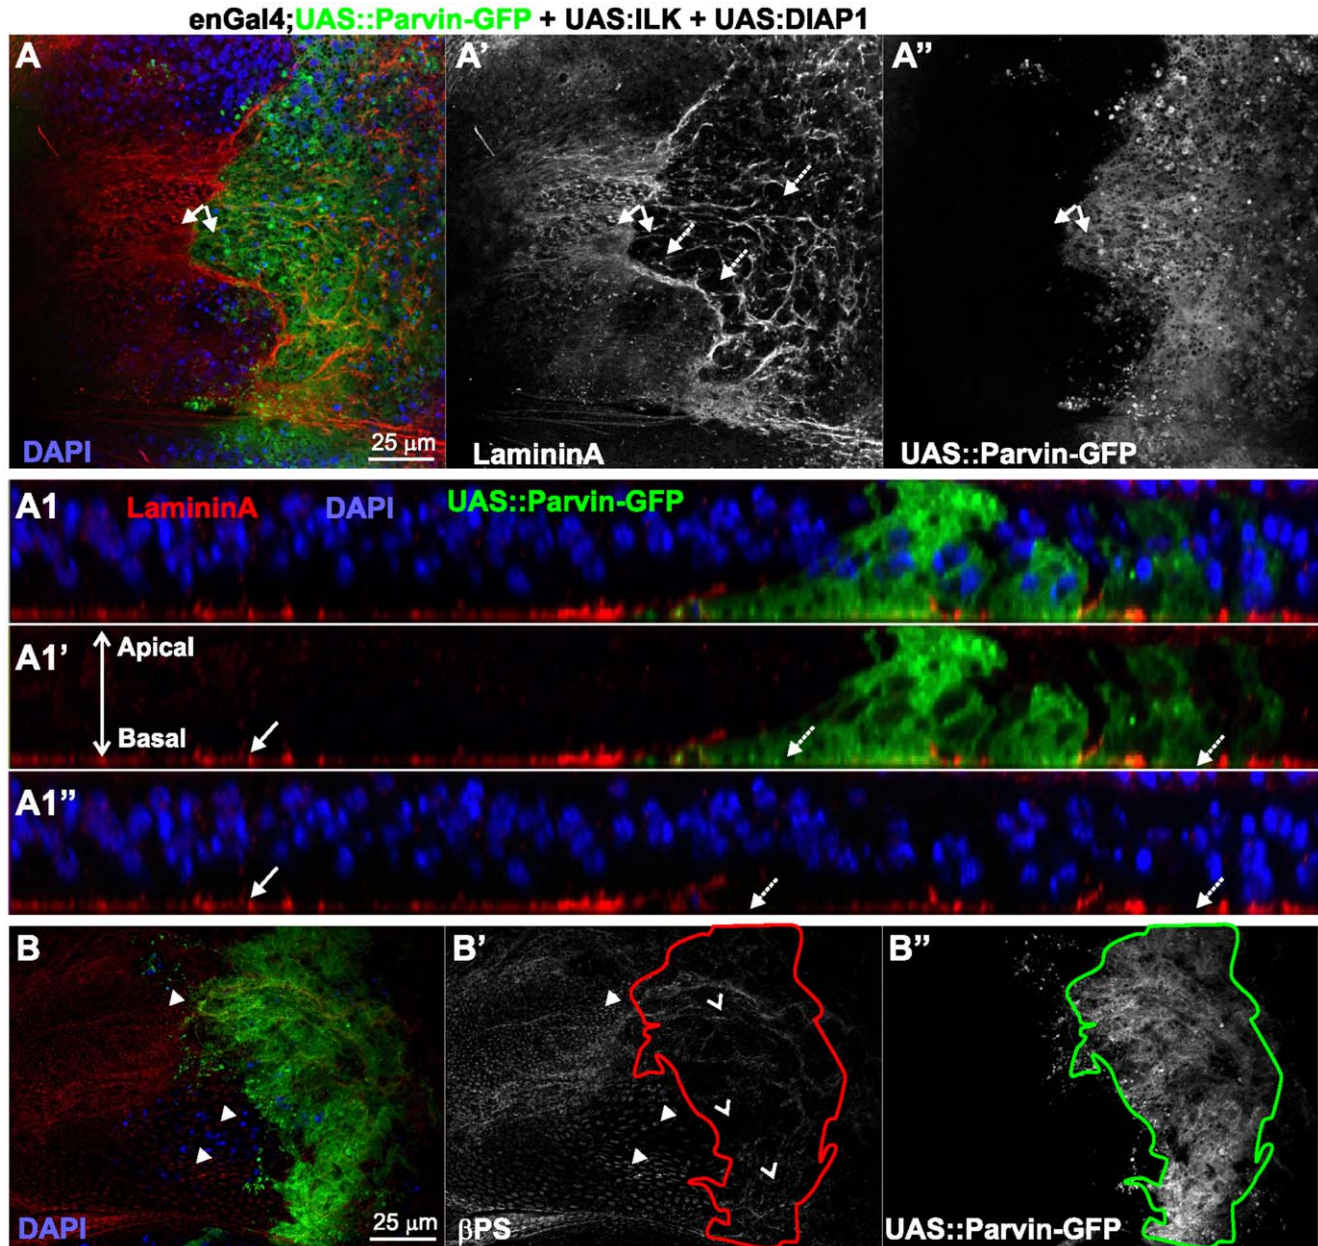 enGal4;UAS::Parvin-GFP + UAS:ILK + UAS:DIAP1
A
A'
A"
DAPI
25 μm
LamininA
UAS::Parvin-GFP
A1
LamininA
DAPI
UAS::Parvin-GFP
A1'
Apical
Basal
A1"
B
B'
B"
DAPI
25 μm
βPS
UAS::Parvin-GFP